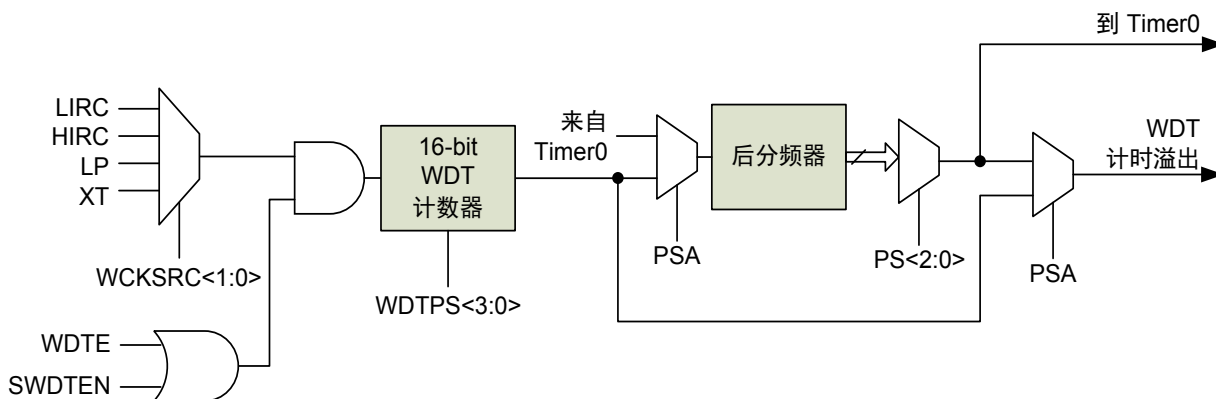 到 Timer0
LIRC
HIRC
LP
XT
WCKSRC<1:0>
WDTE
SWDTEN
16-bit
WDT
计数器
WDTPS<3:0>
来自
Timer0
PSA
后分频器
PS<2:0>
WDT
计时溢出
PSA